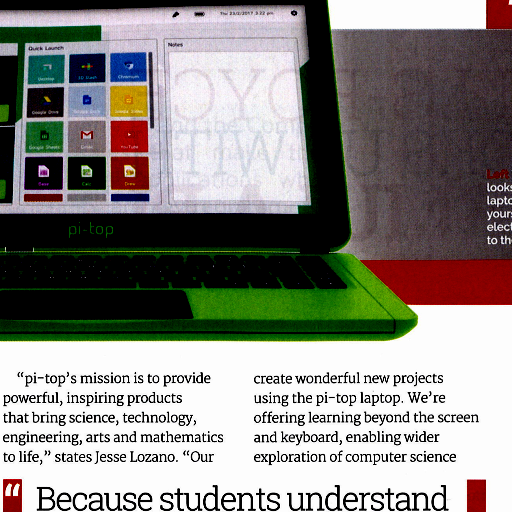 Thu 23/2/2017 3:22 pm
Quick Launch
Notes
Desktop
Chromium
Google Drive
Google Sheets
Gmail
YouTube
Calc
Draw
pi-top
Left
looks
lapto
yours
elect
to th
“pi-top’s mission is to provide
powerful, inspiring products
that bring science, technology,
engineering, arts and mathematics
to life,” states Jesse Lozano. “Our
create wonderful new projects
using the pi-top laptop. We’re
offering learning beyond the screen
and keyboard, enabling wider
exploration of computer science
“ Because students understand